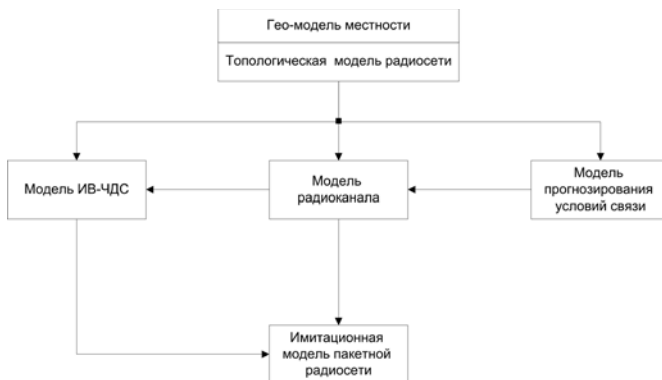 Гео-модель местности
Топологическая модель радиосети
Модель ИВ-ЧДС
Модель
радиоканала
Модель
прогнозирования
условий связи
Имитационная
модель пакетной
радиосети